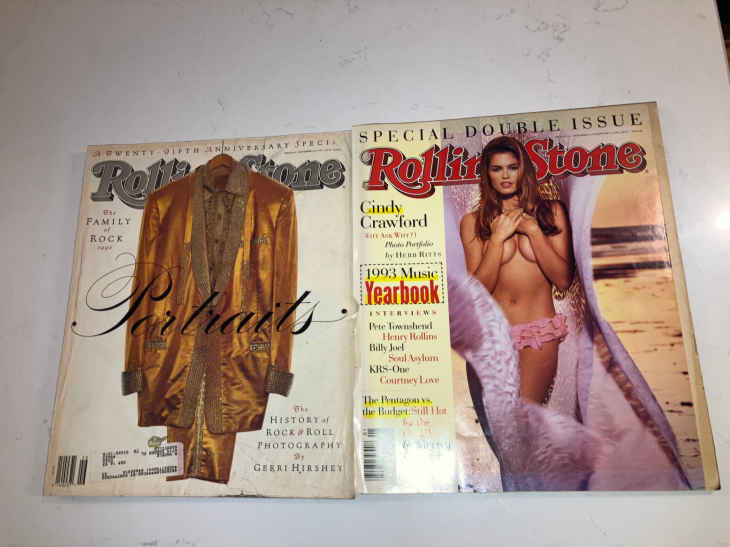 A TWENTY-FIFTH ANNIVERSARY SPECIAL
Rolling Stone
The
FAMILY
of
ROCK
Portraits
The
HISTORY
of
ROCK & ROLL
PHOTOGRAPHY
By
GERRI HIRSHEY
SPECIAL DOUBLE ISSUE
Rolling Stone
Cindy
Crawford
Photo Portfolio
by HERB RITTS
1993 Music
Yearbook
INTERVIEWS
Pete Townshend
Henry Rollins
Billy Joel
Soul Asylum
KRS-One
Courtney Love
The Pentagon vs.
the Budget: Still Hot